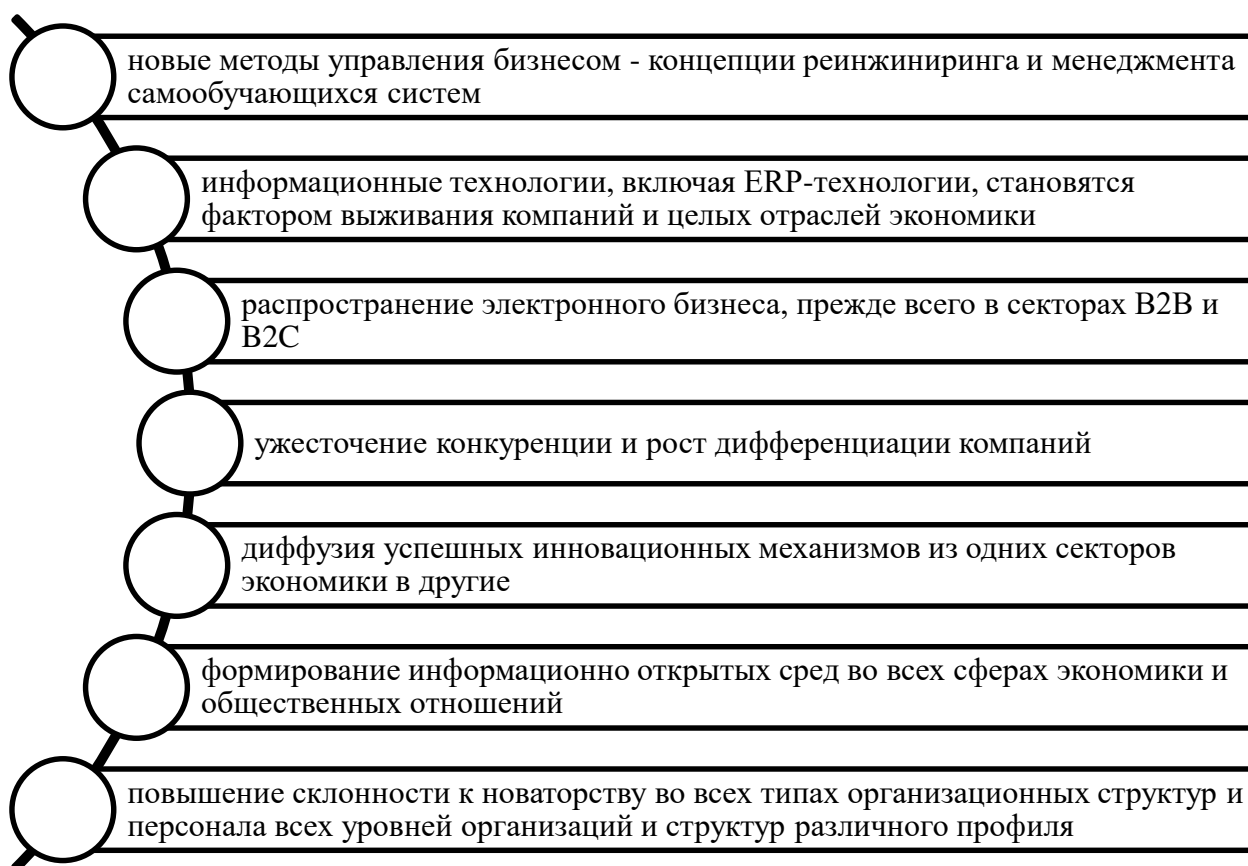 новые методы управления бизнесом - концепции реинжиниринга и менеджмента
самообучающихся систем
информационные технологии, включая ERP-технологии, становятся
фактором выживания компаний и целых отраслей экономики
распространение электронного бизнеса, прежде всего в секторах B2B и
B2C
ужесточение конкуренции и рост дифференциации компаний
диффузия успешных инновационных механизмов из одних секторов
экономики в другие
формирование информационно открытых сред во всех сферах экономики и
общественных отношений
повышение склонности к новаторству во всех типах организационных структур и
персонала всех уровней организаций и структур различного профиля